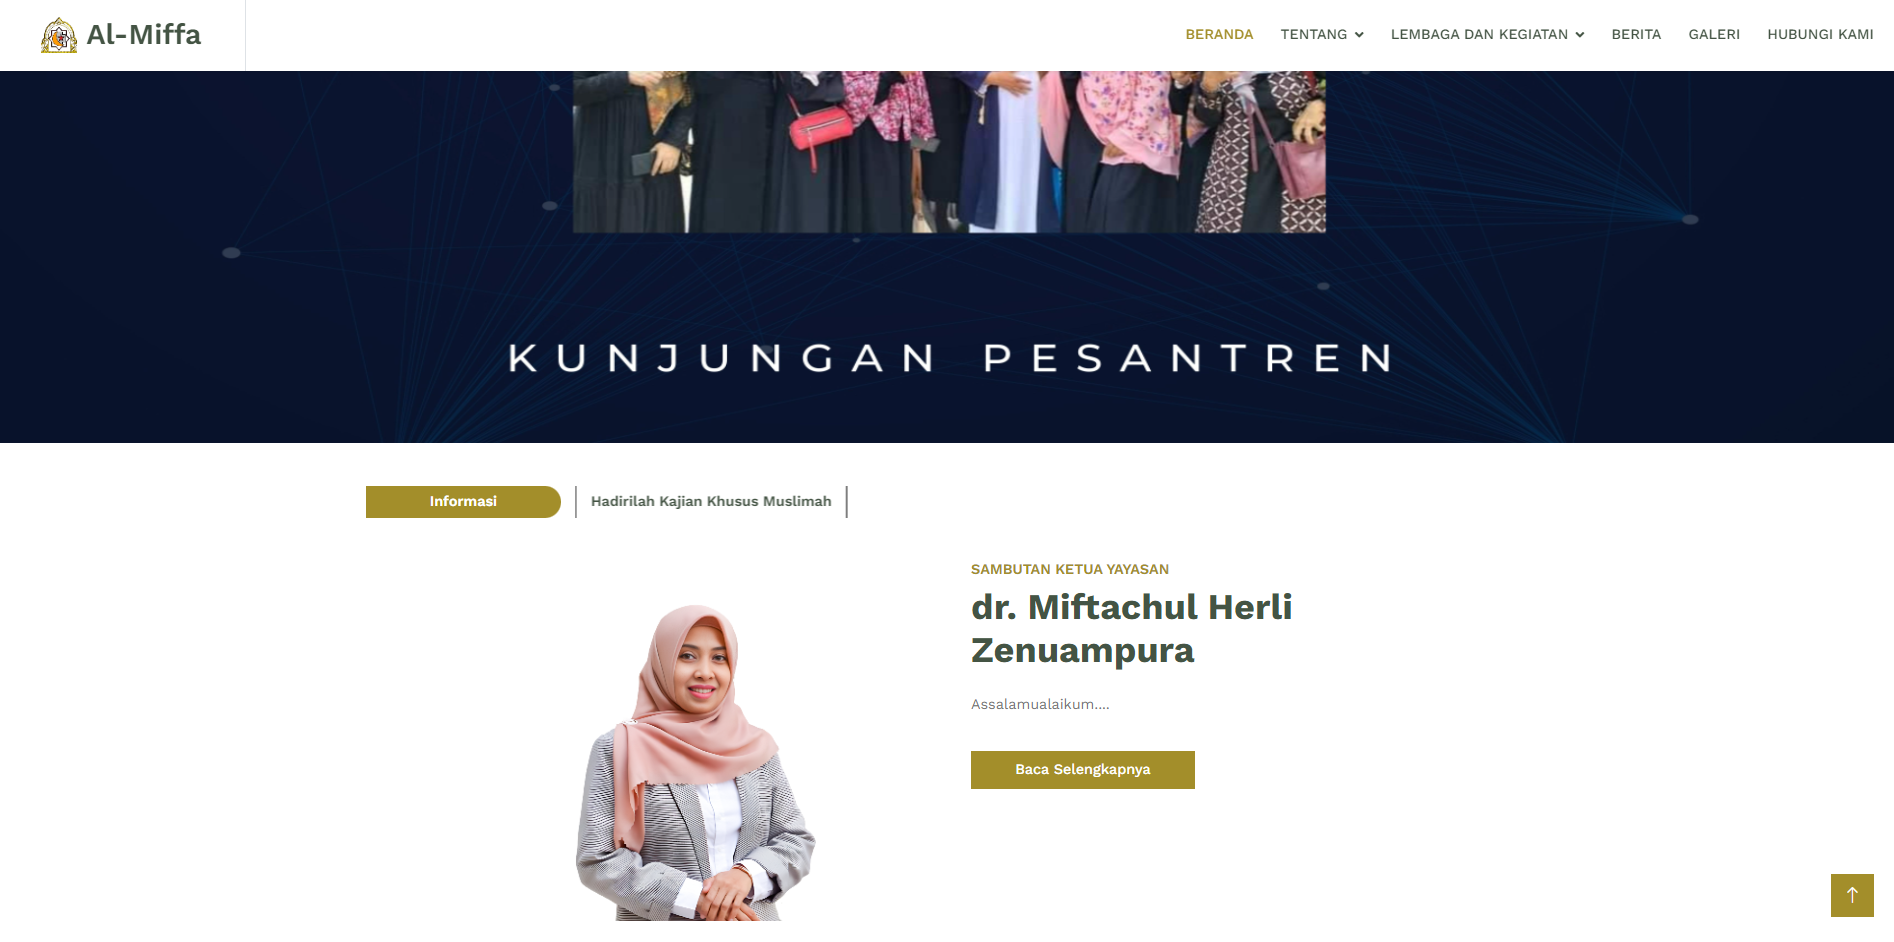 Al-Miffa
BERANDA TENTANG LEMBAGA DAN KEGIATAN BERITA GALERI HUBUNGI KAMI
KUNJUNGAN PESANTREN
Informasi
Hadirilah Kajian Khusus Muslimah
SAMBUTAN KETUA YAYASAN
dr. Miftachul Herli
Zenuampura
Assalamualaikum....
Baca Selengkapnya